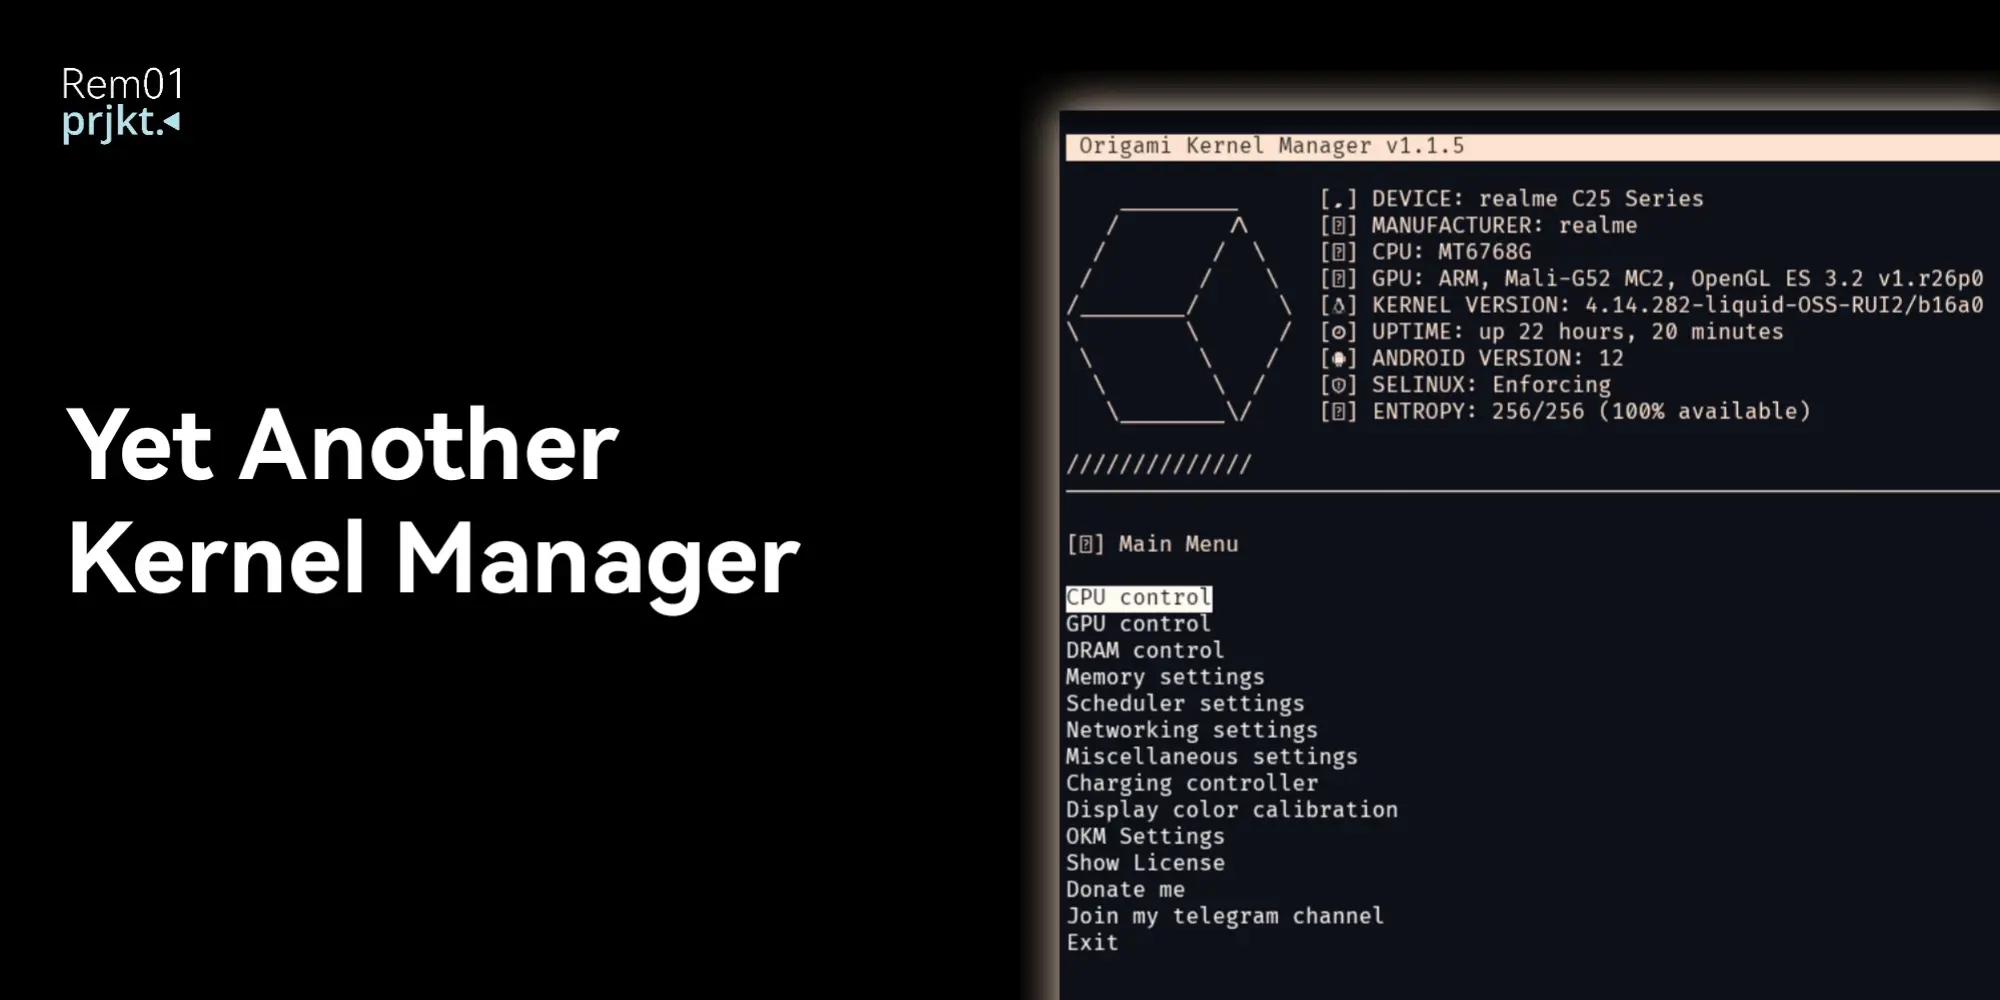 Rem01
prjkt.
Yet Another
Kernel Manager
Origami Kernel Manager v1.1.5
[.] DEVICE: realme C25 Series
[?] MANUFACTURER: realme
[?] CPU: MT6768G
[?] GPU: ARM, Mali-G52 MC2, OpenGL ES 3.2 v1.r26p0
[] KERNEL VERSION: 4.14.282-liquid-OSS-RUI2/b16a0
[] UPTIME: up 22 hours, 20 minutes
[] ANDROID VERSION: 12
[] SELINUX: Enforcing
[?] ENTROPY: 256/256 (100% available)
//////////////
[?] Main Menu
CPU control
GPU control
DRAM control
Memory settings
Scheduler settings
Networking settings
Miscellaneous settings
Charging controller
Display color calibration
OKM Settings
Show License
Donate me
Join my telegram channel
Exit